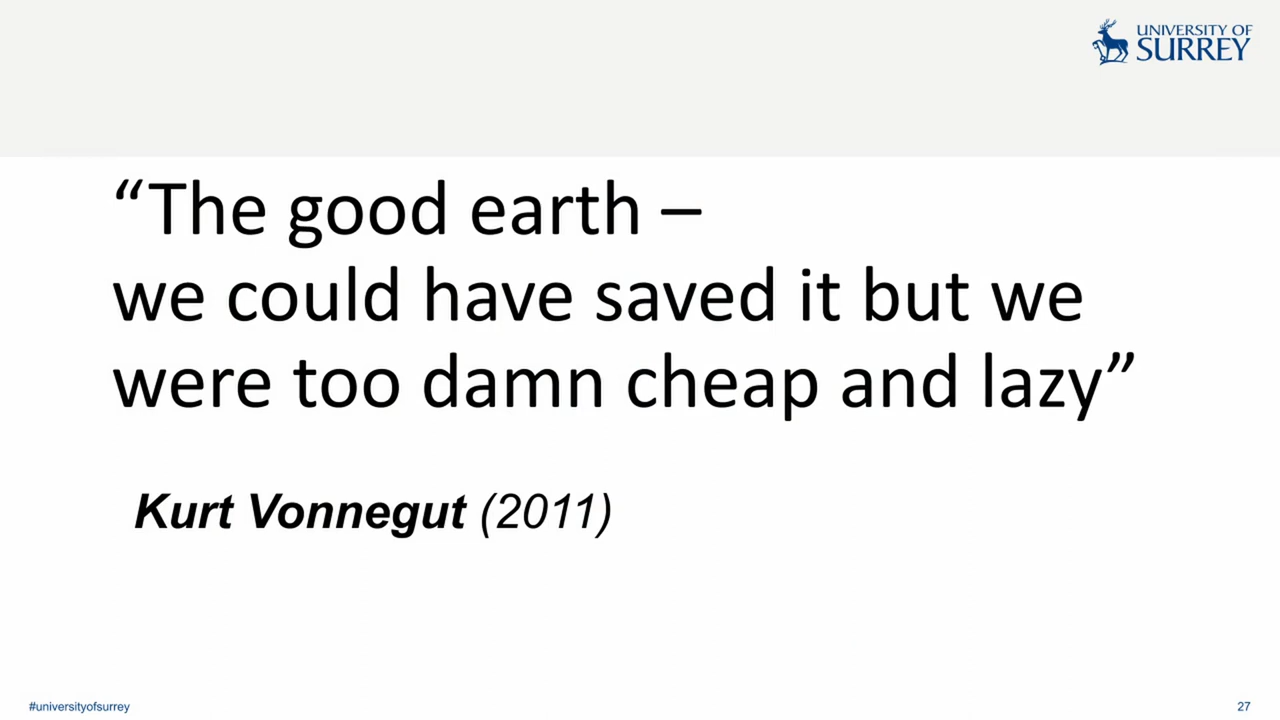 UNIVERSITY OF
SURREY
“The good earth –
we could have saved it but we
were too damn cheap and lazy”
Kurt Vonnegut (2011)
#universityofsurrey
27